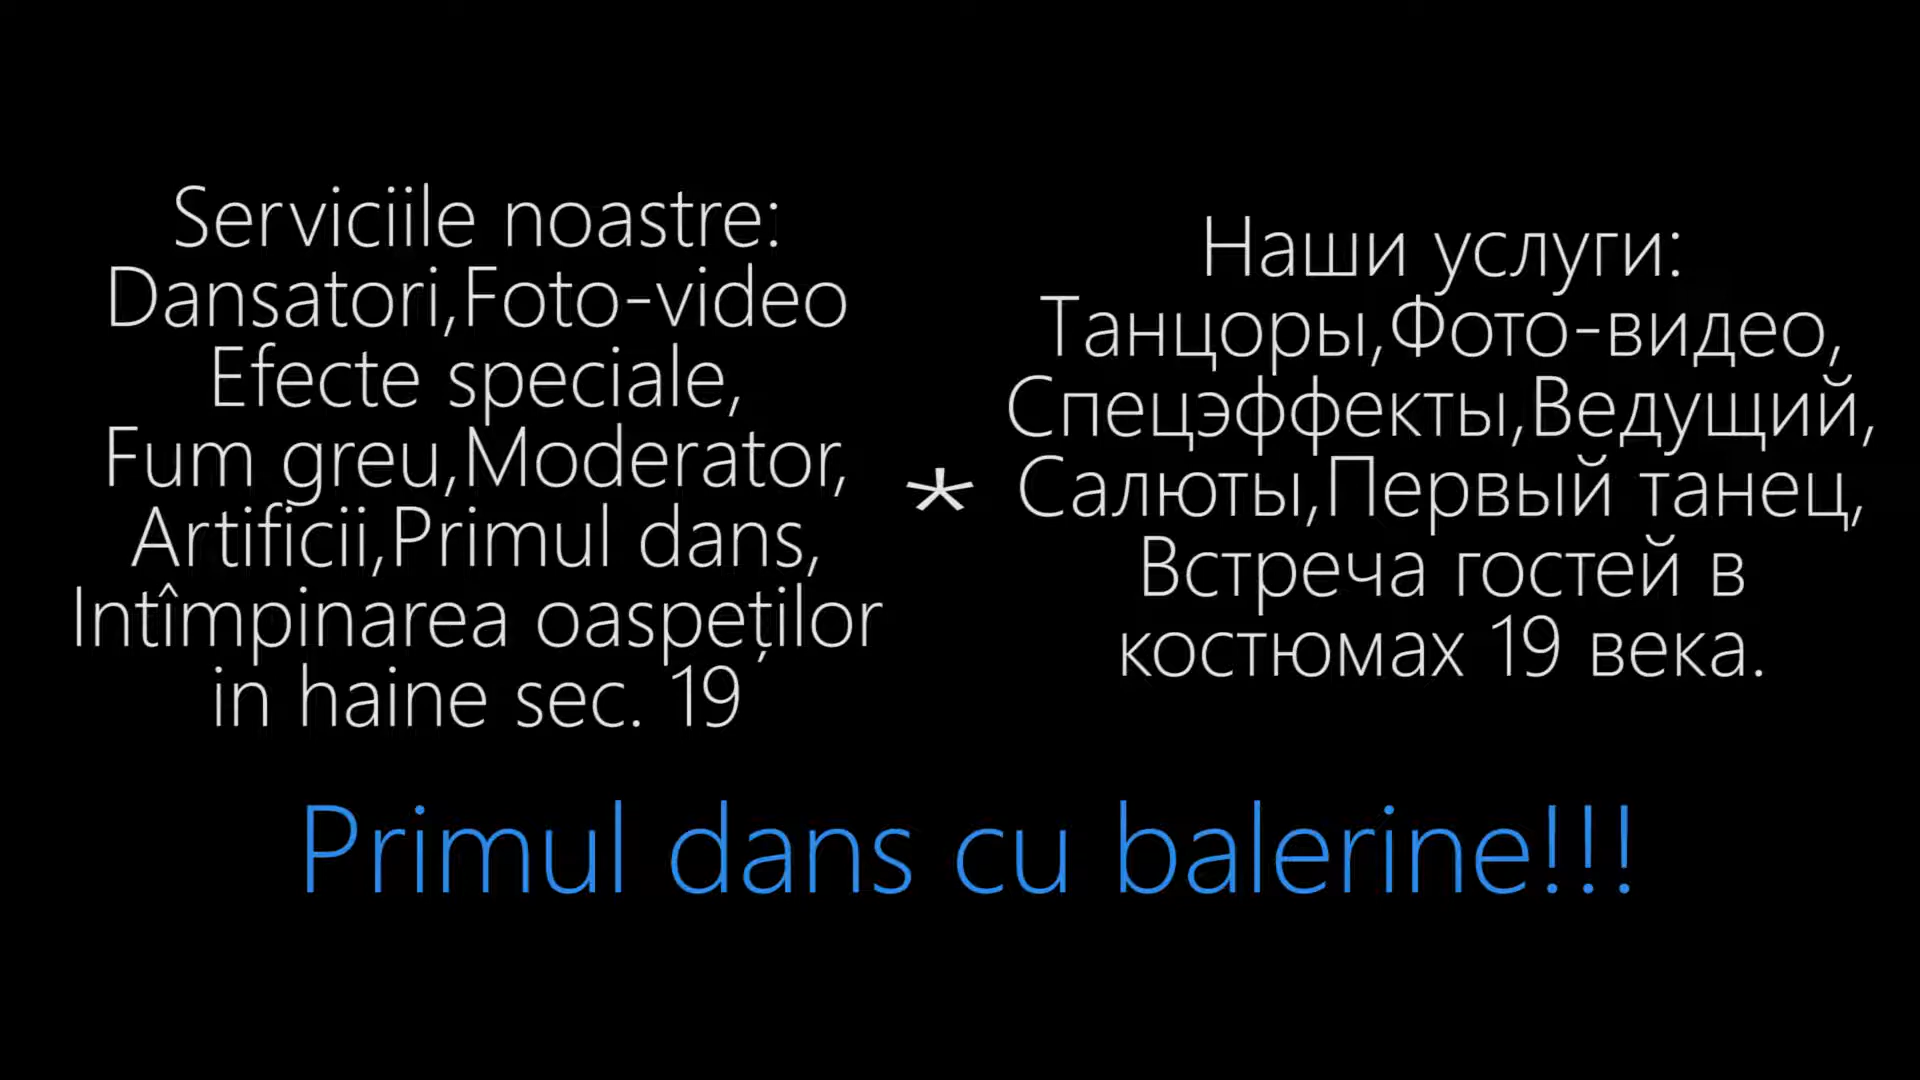 Serviciile noastre:
Dansatori,Foto-video
Efecte speciale,
Fum greu,Moderator,
Artificii,Primul dans,
Intîmpinarea oaspeților
in haine sec. 19
*
Наши услуги:
Танцоры,Фото-видео,
Спецэффекты,Ведущий,
Салюты,Первый танец,
Встреча гостей в
костюмах 19 века.
Primul dans cu balerine!!!